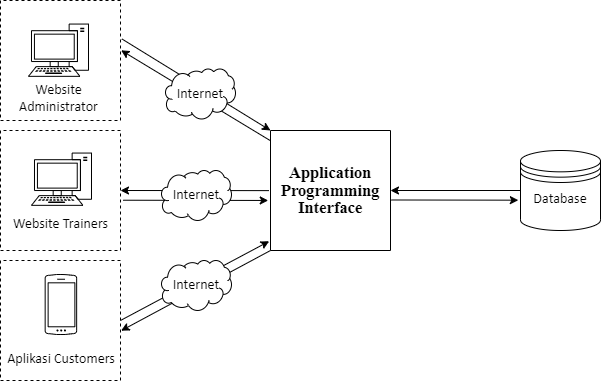 Website
Administrator
Internet
Website Trainers
Internet
Application
Programming
Interface
Database
Internet
Aplikasi Customers